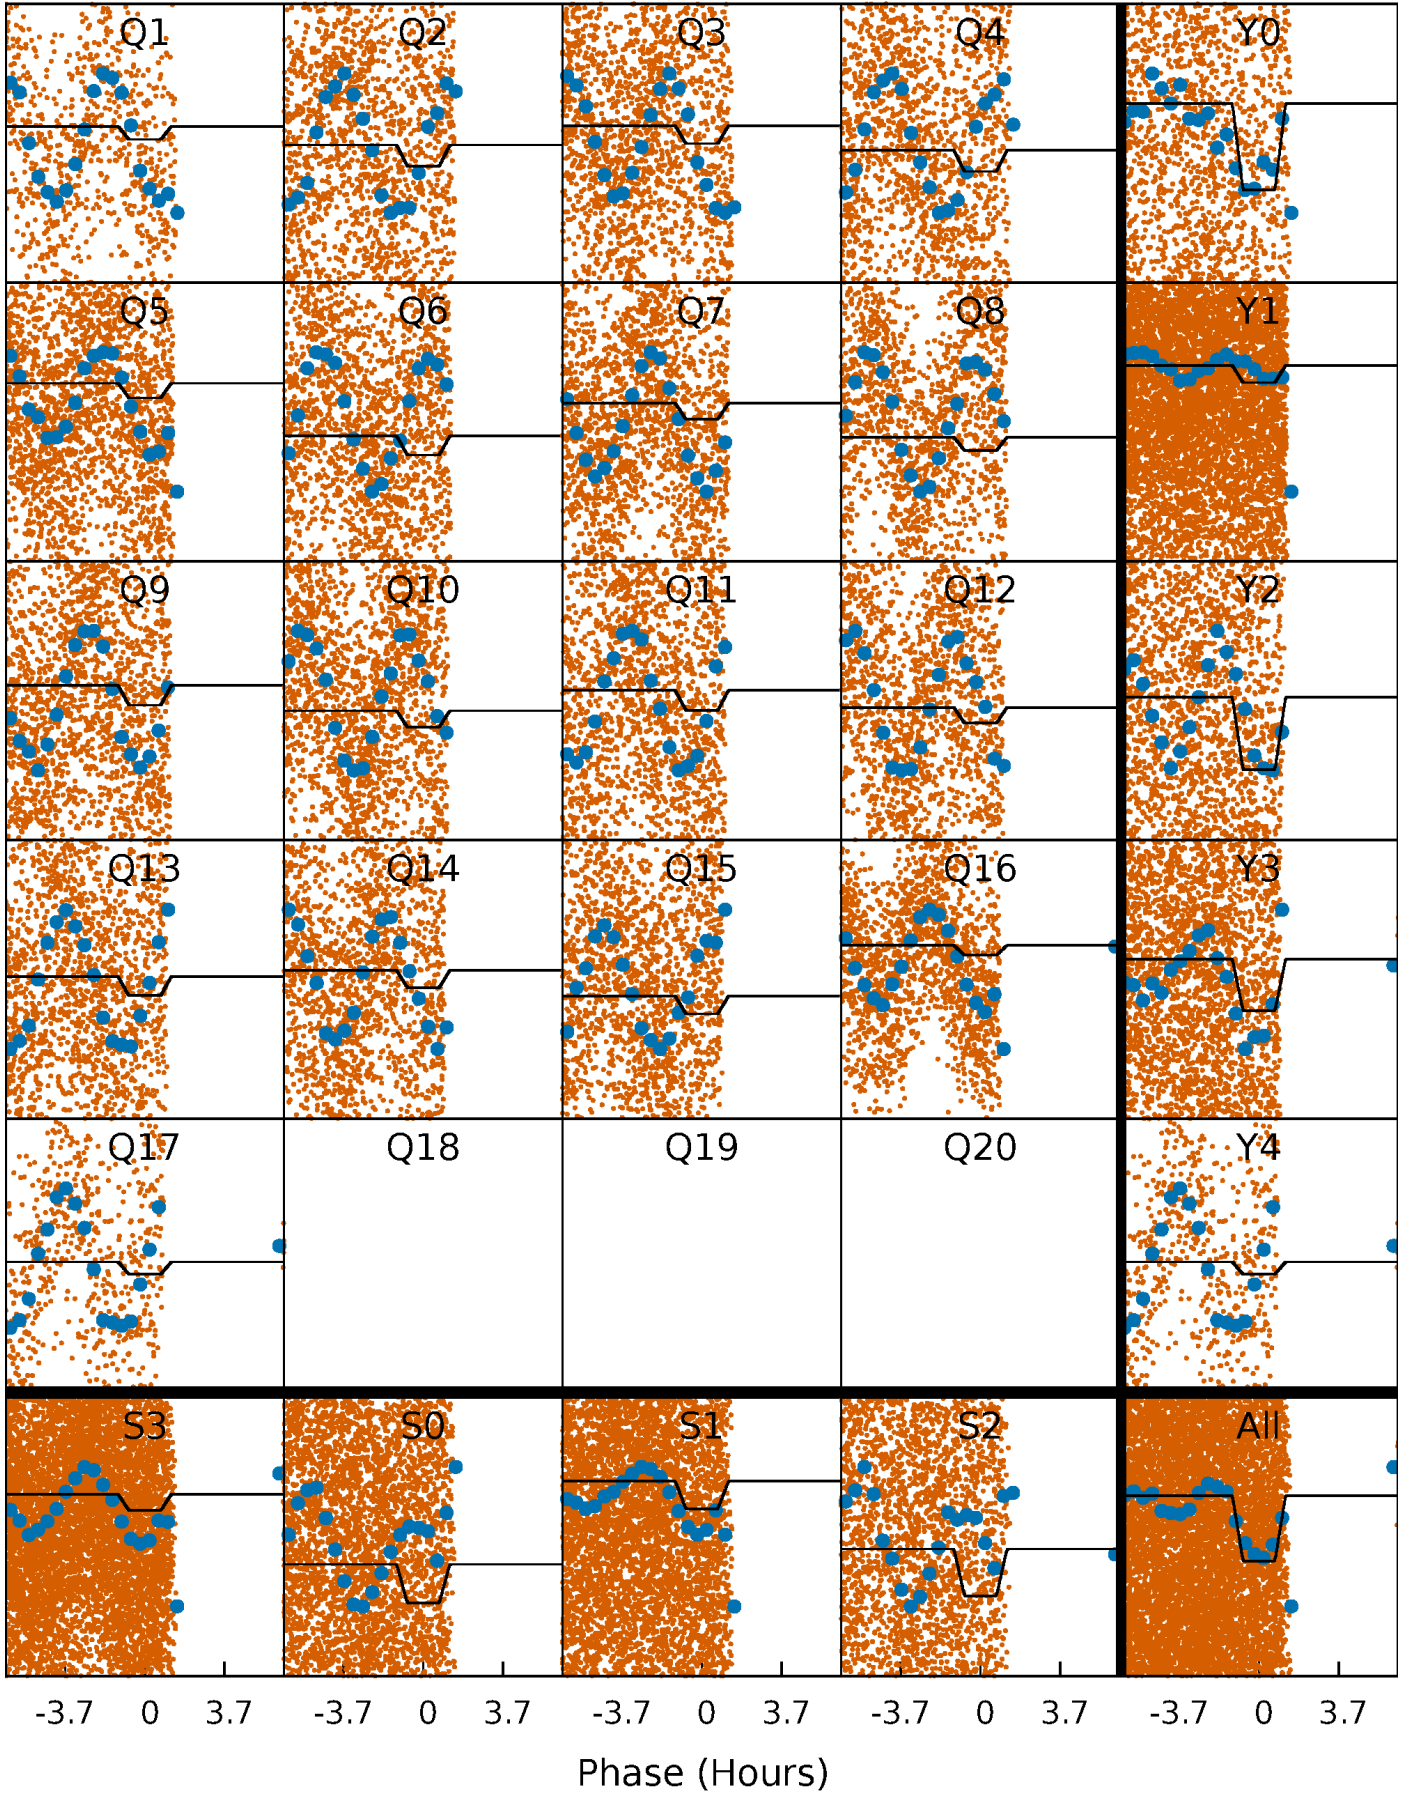 Q1 Q2 Q3 Q4 Y0
Q5 Q6 Q7 Q8 Y1
Q9 Q10 Q11 Q12 Y2
Q13 Q14 Q15 Q16 Y3
Q17 Q18 Q19 Q20 Y4
S3 S0 S1 S2 All
-3.7 0 3.7 -3.7 0 3.7 -3.7 0 3.7 -3.7 0 3.7 -3.7 0 3.7
Phase (Hours)